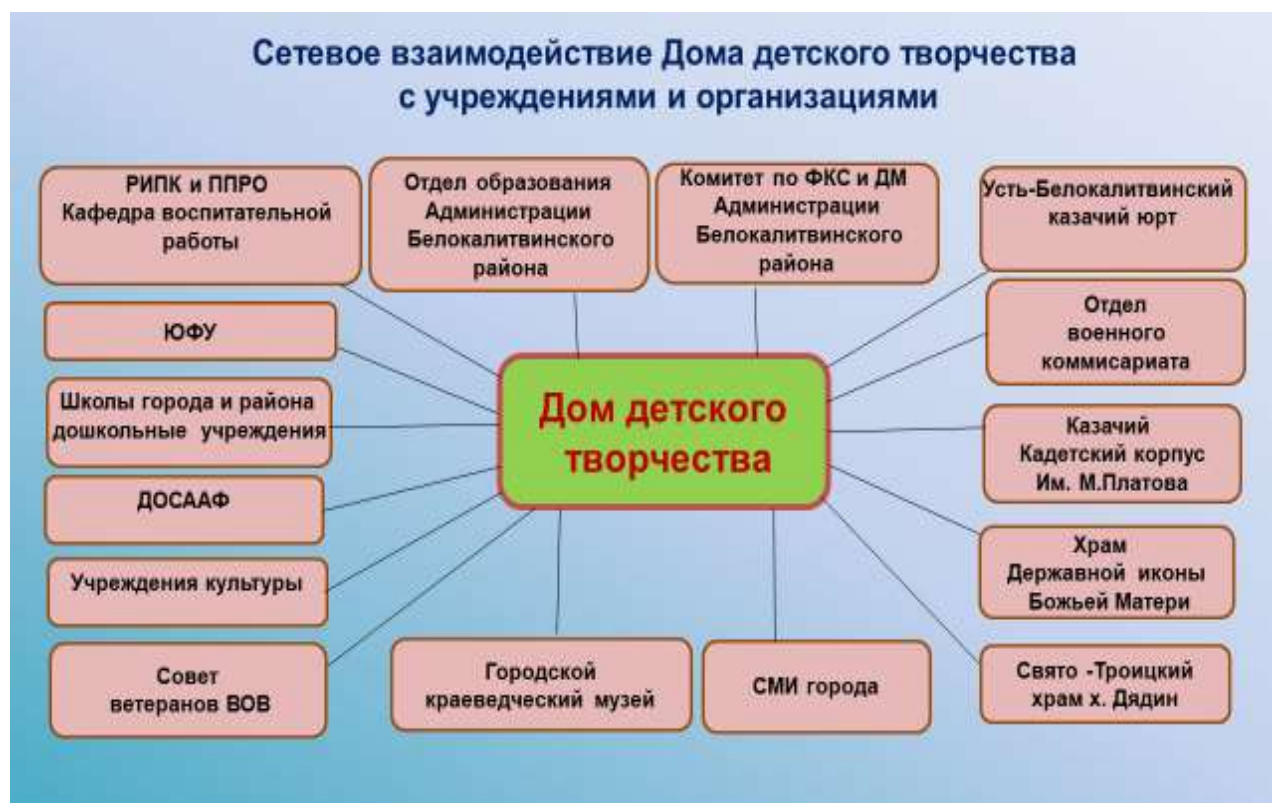 Сетевое взаимодействие Дома детского творчества
с учреждениями и организациями
РИПК и ППРО
Кафедра воспитательной
работы
Отдел образования
Администрации
Белокалитвинского
района
Комитет по ФКС и ДМ
Администрации
Белокалитвинского
района
Усть-Белокалитвинский
казачий юрт
ЮФУ
Отдел
военного
коммисариата
Дом детского
творчества
Школы города и района
дошкольные учреждения
Казачий
Кадетский корпус
Им. М.Платова
ДОСААФ
Храм
Державной иконы
Божьей Матери
Учреждения культуры
Совет
ветеранов ВОВ
Городской
краеведческий музей
СМИ города
Свято -Троицкий
храм х. Дядин